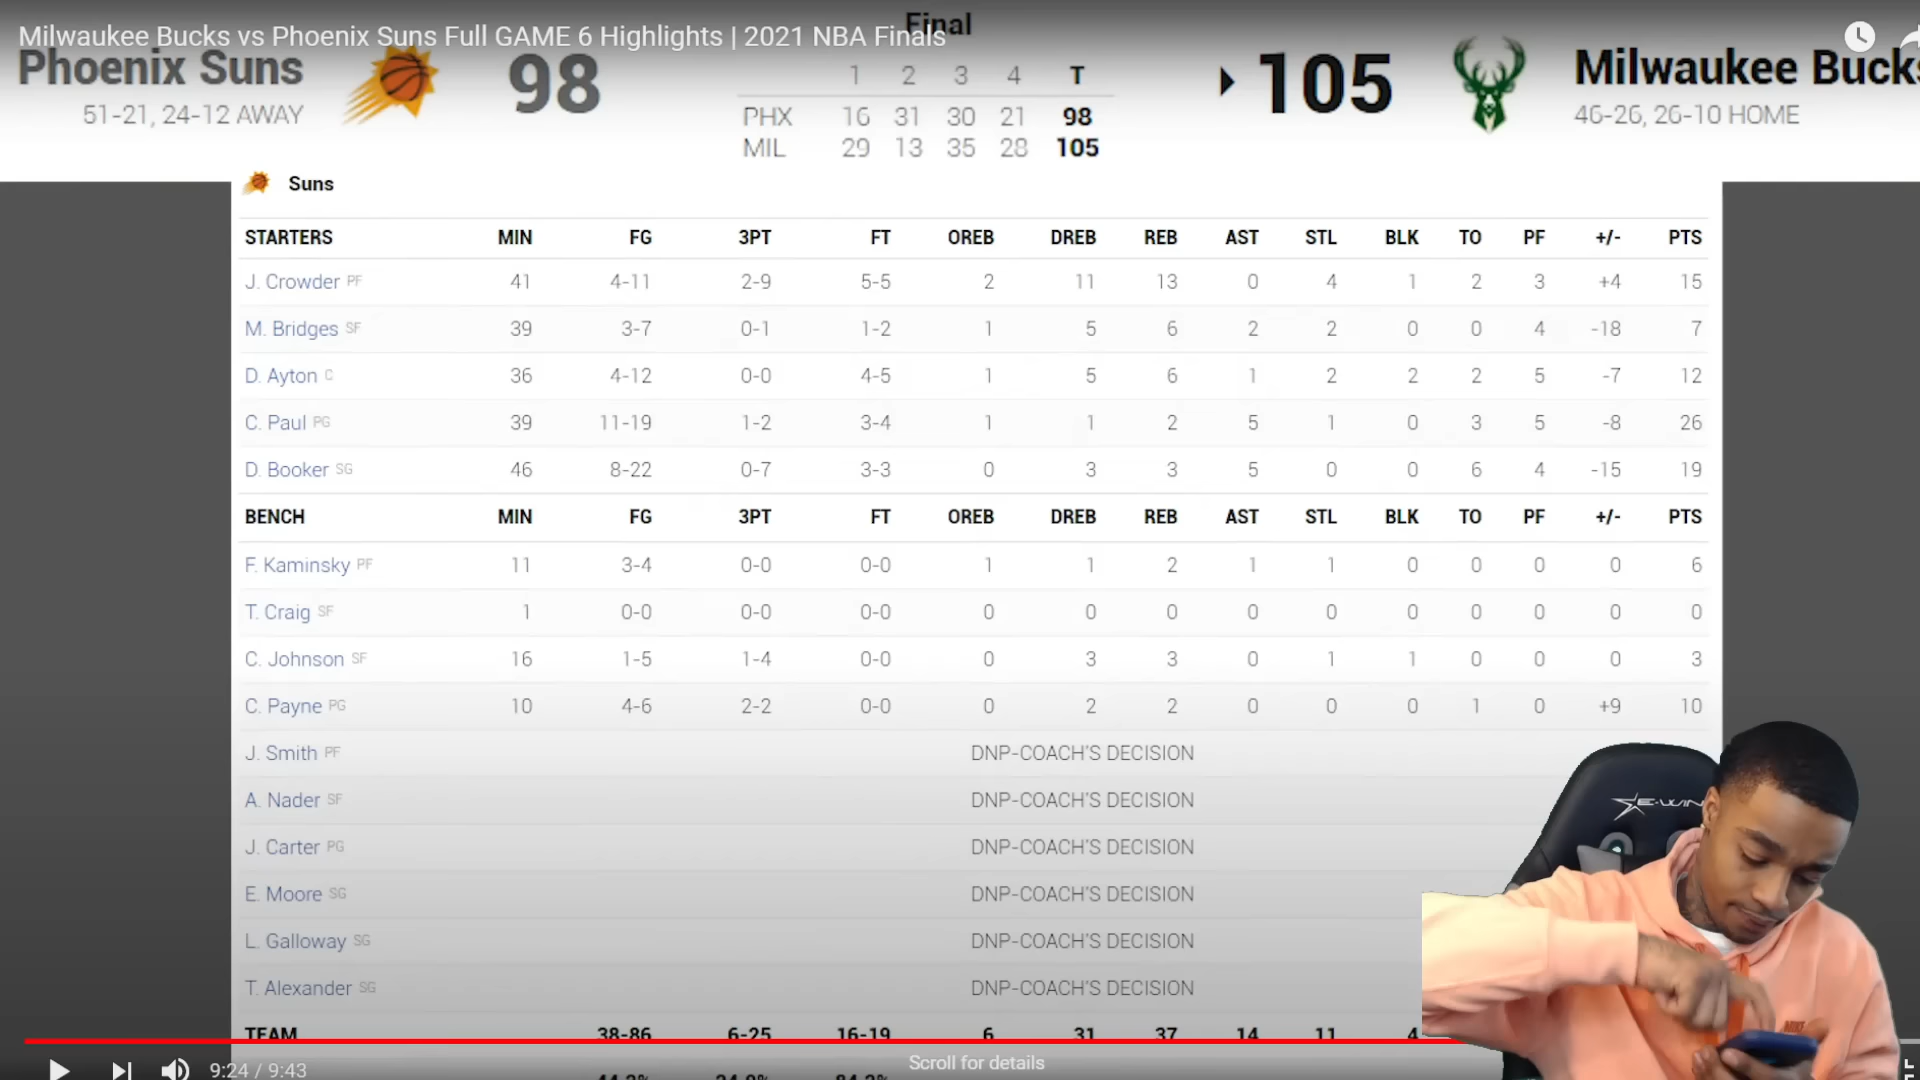 Milwaukee Bucks vs Phoenix Suns Full GAME 6 Highlights | 2021 NBA Finals
Final
Phoenix Suns 98 1 2 3 4 T 105 Milwaukee Bucks
51-21, 24-12 AWAY PHX 16 31 30 21 98 46-26, 26-10 HOME
MIL 29 13 35 28 105
Suns
STARTERS MIN FG 3PT FT OREB DREB REB AST STL BLK TO PF +/- PTS
J. Crowder PF 41 4-11 2-9 5-5 2 11 13 0 4 1 2 3 +4 15
M. Bridges SF 39 3-7 0-1 1-2 1 5 6 2 2 0 0 4 -18 7
D. Ayton C 36 4-12 0-0 4-5 1 5 6 1 2 2 2 5 -7 12
C. Paul PG 39 11-19 1-2 3-4 1 1 2 5 1 0 3 5 -8 26
D. Booker SG 46 8-22 0-7 3-3 0 3 3 5 0 0 6 4 -15 19
BENCH MIN FG 3PT FT OREB DREB REB AST STL BLK TO PF +/- PTS
F. Kaminsky PF 11 3-4 0-0 0-0 1 1 2 1 1 0 0 0 0 6
T. Craig SF 1 0-0 0-0 0-0 0 0 0 0 0 0 0 0 0 0
C. Johnson SF 16 1-5 1-4 0-0 0 3 3 0 1 1 0 0 0 3
C. Payne PG 10 4-6 2-2 0-0 0 2 2 0 0 0 1 0 +9 10
J. Smith PF DNP-COACH'S DECISION
A. Nader SF DNP-COACH'S DECISION
J. Carter PG DNP-COACH'S DECISION
E. Moore SG DNP-COACH'S DECISION
L. Galloway SG DNP-COACH'S DECISION
T. Alexander SG DNP-COACH'S DECISION
TEAM 38-86 6-25 16-19 6 31 37 14 11 4
Scroll for details
9:24 / 9:43
E-WIN